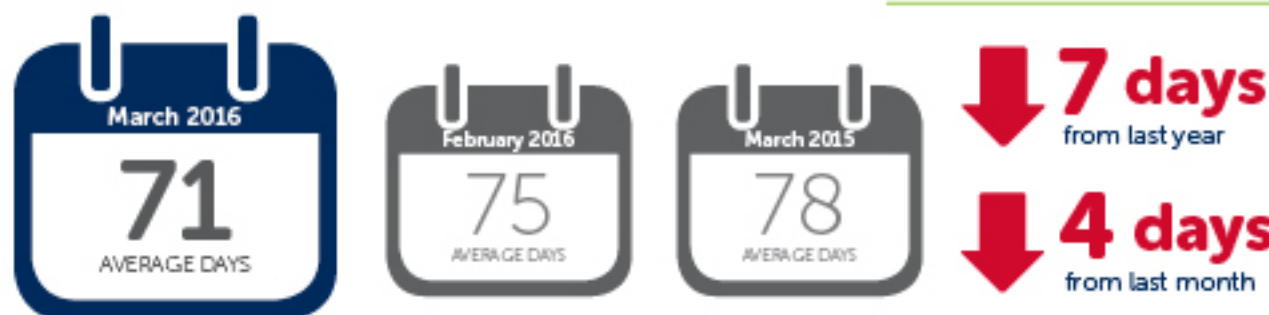 March 2016
71
AVERAGE DAYS
February 2016
75
AVERAGE DAYS
March 2015
78
AVERAGE DAYS
7 days
from last year
4 days
from last month